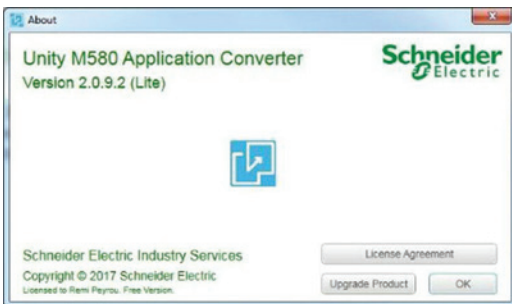 About
Unity M580 Application Converter
Version 2.0.9.2 (Lite)
Schneider
Electric
Schneider Electric Industry Services
Copyright © 2017 Schneider Electric
Licensed to Remi Peyrou. Free Version.
License Agreement
Upgrade Product
OK